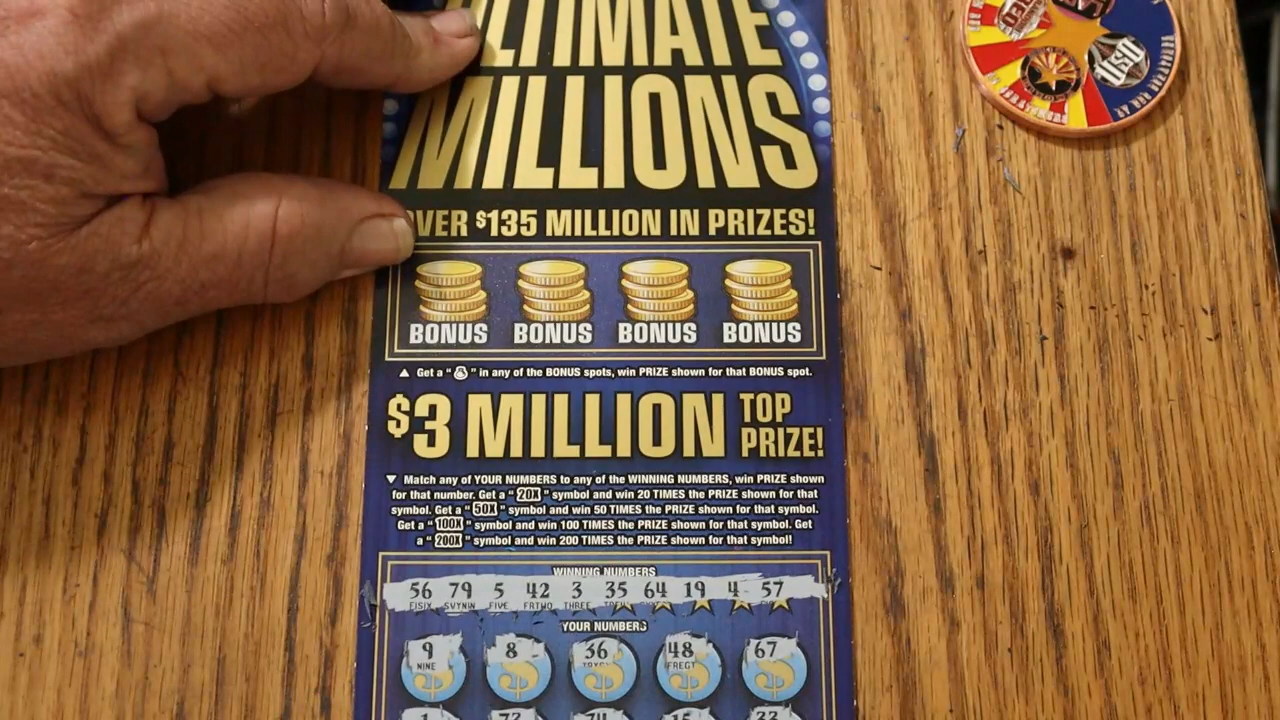 ULTIMATE
MILLIONS
OVER $135 MILLION IN PRIZES!
BONUS BONUS BONUS BONUS
▲ Get a " " in any of the BONUS spots, win PRIZE shown for that BONUS spot.
$3 MILLION TOP PRIZE!
▼ Match any of YOUR NUMBERS to any of the WINNING NUMBERS, win PRIZE shown
for that number. Get a "20X" symbol and win 20 TIMES the PRIZE shown for that
symbol. Get a "50X" symbol and win 50 TIMES the PRIZE shown for that symbol.
Get a "100X" symbol and win 100 TIMES the PRIZE shown for that symbol. Get
a "200X" symbol and win 200 TIMES the PRIZE shown for that symbol!
WINNING NUMBERS
56 79 5 42 3 35 64 19 4 57
FISIX SVYNIN FIVE FRTWO THREE
YOUR NUMBERS
9 8 36 48 67
NINE FREGT
USO